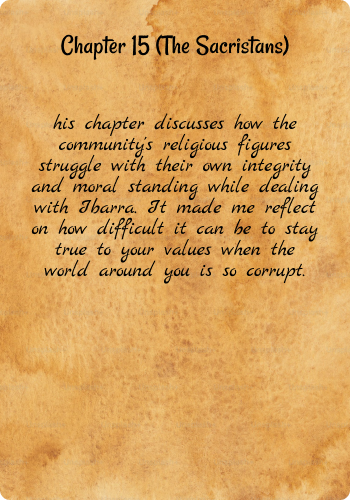 Chapter 15 (The Sacristans)
his chapter discusses how the
community's religious figures
struggle with their own integrity
and moral standing while dealing
with Ibarra. It made me reflect
on how difficult it can be to stay
true to your values when the
world around you is so corrupt.